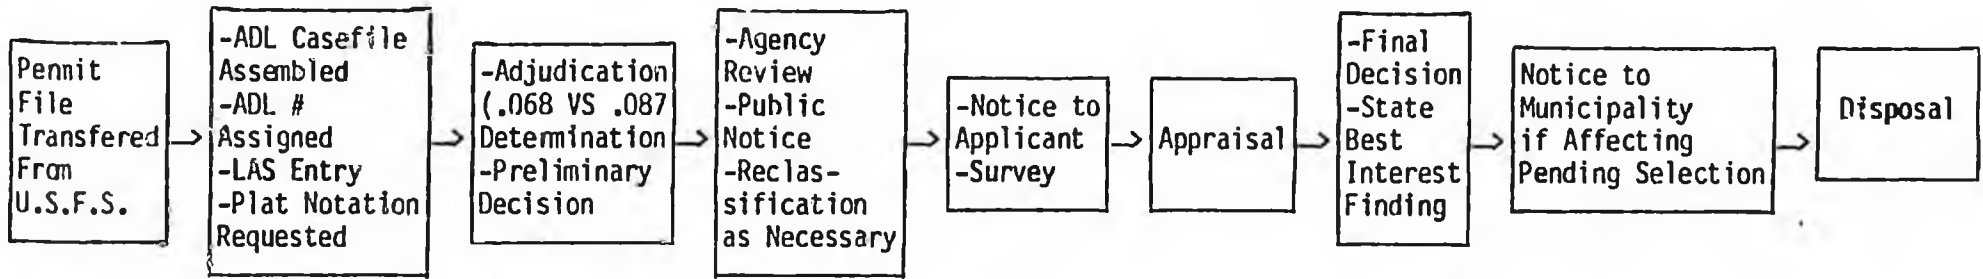 Permit
File
Transfered
From
U.S.F.S.
-ADL Casefile
Assembled
-ADL #
Assigned
-LAS Entry
-Plat Notation
Requested
-Adjudication
(.068 VS .087
Determination
-Preliminary
Decision
-Agency
Review
-Public
Notice
-Reclas-
sification
as Necessary
-Notice to
Applicant
-Survey
Appraisal
-Final
Decision
-State
Best
Interest
Finding
Notice to
Municipality
if Affecting
Pending Selection
Disposal